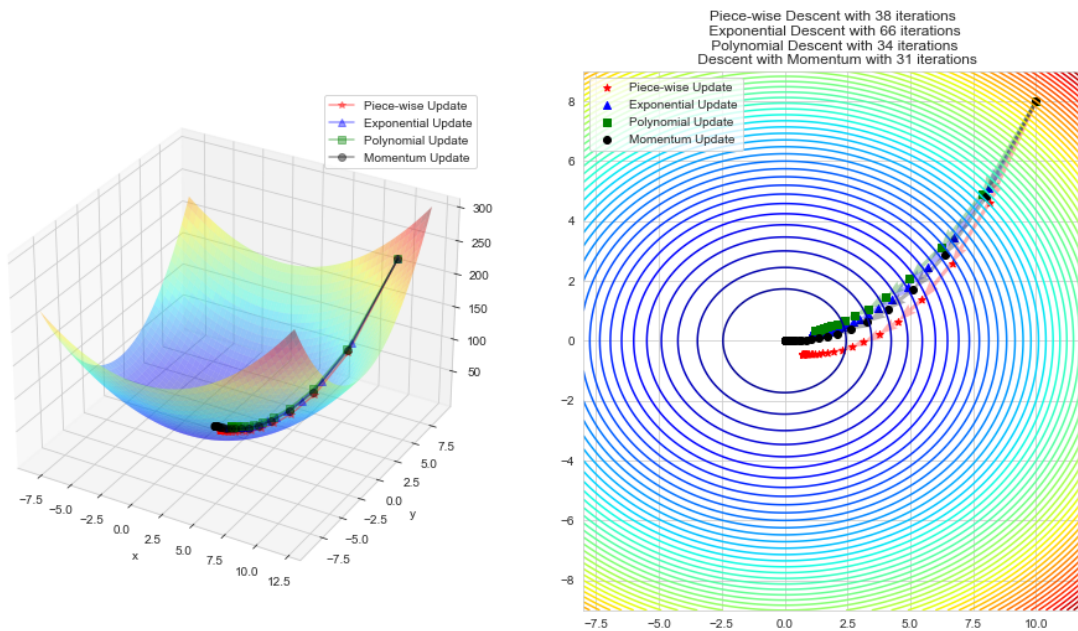 Piece-wise Update
Exponential Update
Polynomial Update
Momentum Update
300
250
200
150
100
50
7.5
5.0
2.5
0.0
−2.5
−5.0
−7.5
y
−7.5
−5.0
−2.5
0.0
2.5
5.0
7.5
10.0
12.5
x
Piece-wise Descent with 38 iterations
Exponential Descent with 66 iterations
Polynomial Descent with 34 iterations
Descent with Momentum with 31 iterations
Piece-wise Update
Exponential Update
Polynomial Update
Momentum Update
8
6
4
2
0
−2
−4
−6
−8
−7.5 −5.0 −2.5 0.0 2.5 5.0 7.5 10.0